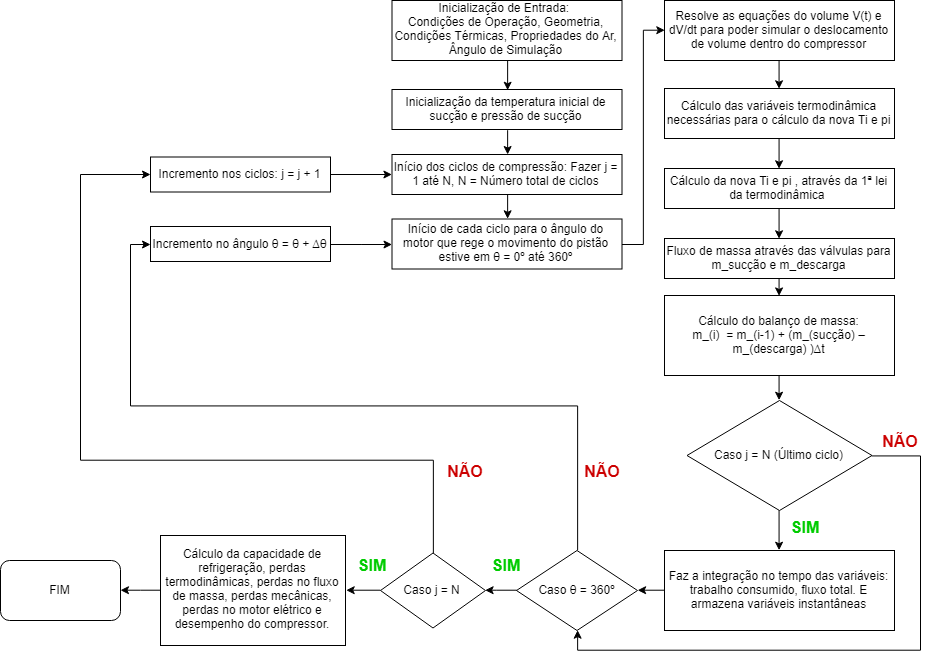 Inicialização de Entrada:
Condições de Operação, Geometria,
Condições Térmicas, Propriedades do Ar,
Ângulo de Simulação
Inicialização da temperatura inicial de
sucção e pressão de sucção
Início dos ciclos de compressão: Fazer j =
1 até N, N = Número total de ciclos
Início de cada ciclo para o ângulo do
motor que rege o movimento do pistão
estive em θ = 0º até 360º
Incremento nos ciclos: j = j + 1
Incremento no ângulo θ = θ + Δθ
Resolve as equações do volume V(t) e
dV/dt para poder simular o deslocamento
de volume dentro do compressor
Cálculo das variáveis termodinâmica
necessárias para o cálculo da nova Ti e pi
Cálculo da nova Ti e pi , através da 1ª lei
da termodinâmica
Fluxo de massa através das válvulas para
m_sucção e m_descarga
Cálculo do balanço de massa:
m_(i)  = m_(i-1) + (m_(sucção) –
m_(descarga) )Δt
Caso j = N (Último ciclo)
NÃO
SIM
Faz a integração no tempo das variáveis:
trabalho consumido, fluxo total. E
armazena variáveis instantâneas
Caso θ = 360º
NÃO
SIM
Caso j = N
NÃO
SIM
Cálculo da capacidade de
refrigeração, perdas
termodinâmicas, perdas no fluxo
de massa, perdas mecânicas,
perdas no motor elétrico e
desempenho do compressor.
FIM